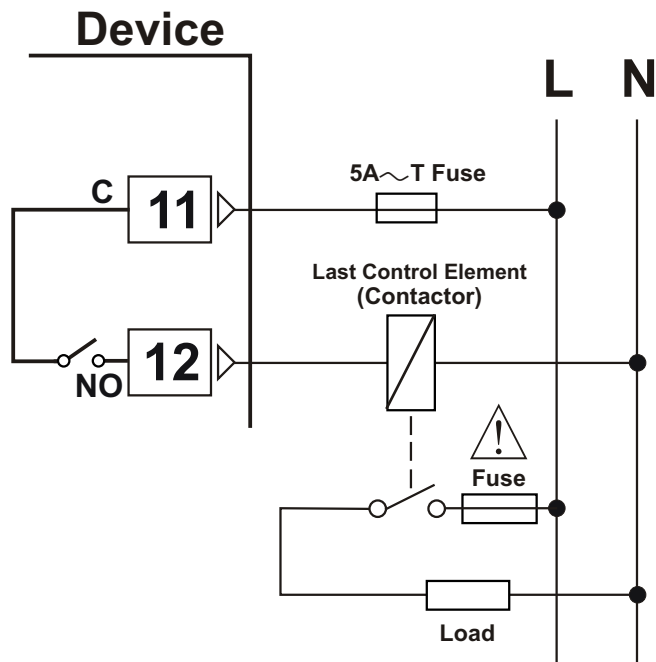 Device
L
N
C
11
5A～T Fuse
Last Control Element
(Contactor)
12
NO
!
Fuse
Load